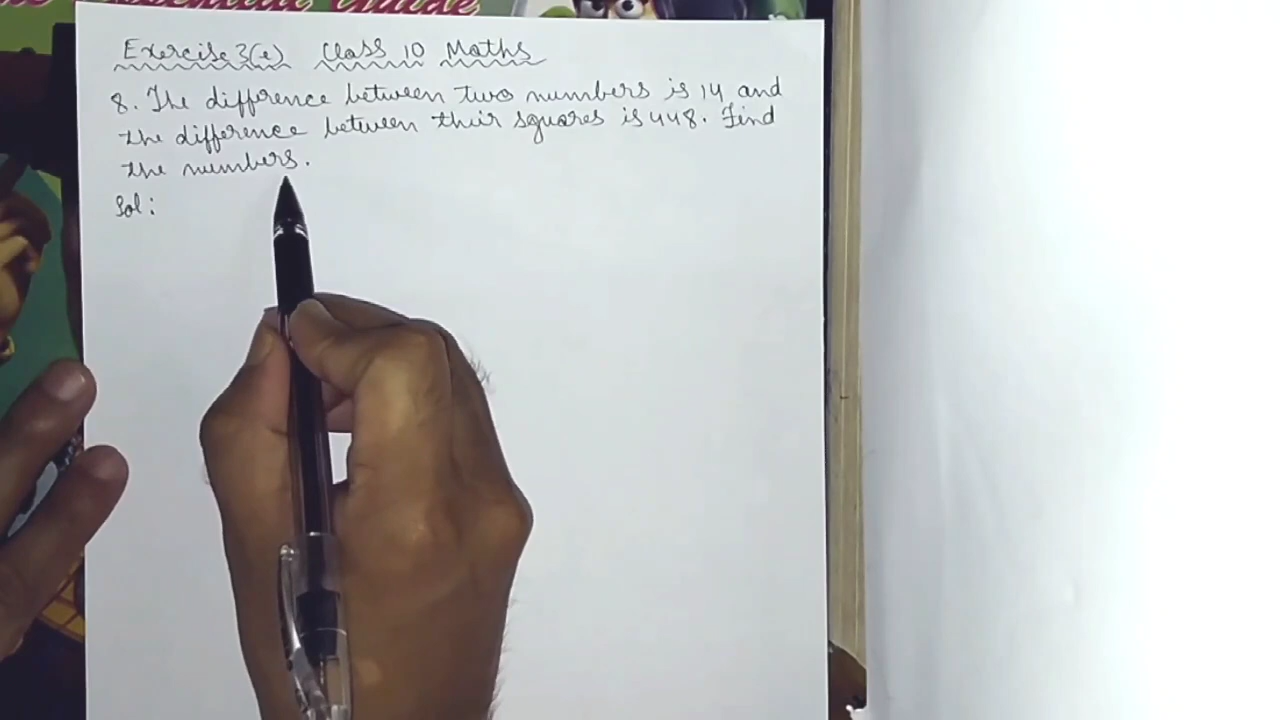 Exercise 3(e) Class 10 Maths
8. The difference between two numbers is 14 and
the difference between their squares is 448. Find
the numbers.
Sol: